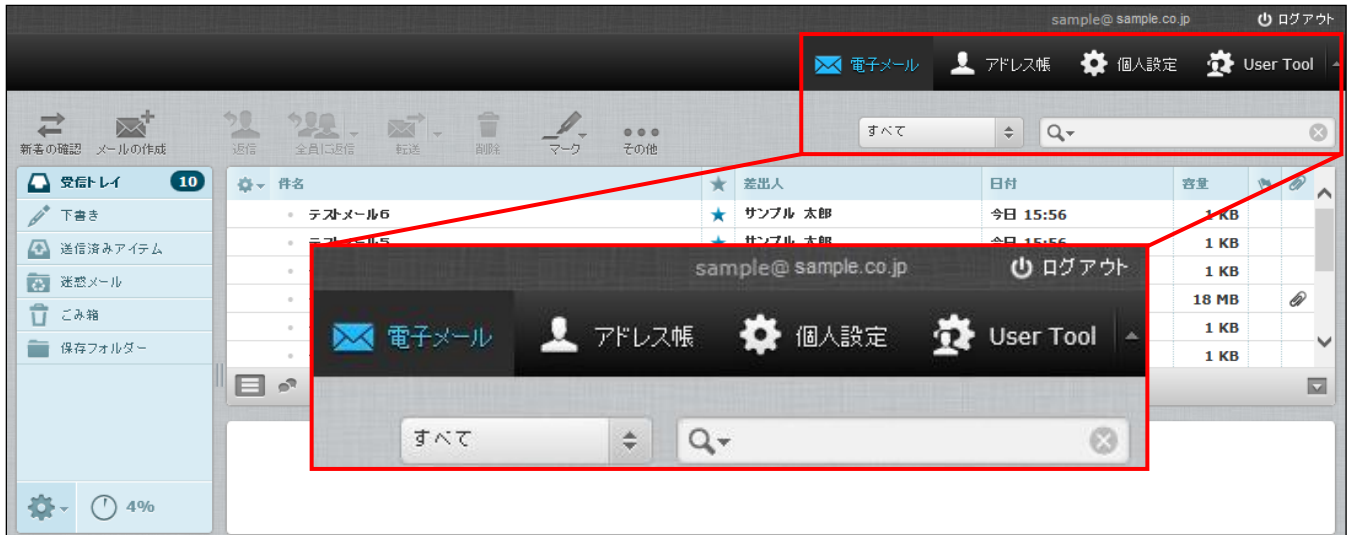 sample@ sample.co.jp ログアウト
電子メール アドレス帳 個人設定 User Tool
新着の確認 メールの作成 返信 全員に返信 転送 削除 マーク その他 すべて
受信トレイ 10 件名 差出人 日付 容量
下書き テストメール6 サンプル 太郎 今日 15:56 1 KB
送信済みアイテム テストメール5 サンプル 太郎 今日 15:56 1 KB
迷惑メール 1 KB
18 MB
ごみ箱
1 KB
保存フォルダー 1 KB
sample@ sample.co.jp ログアウト
電子メール アドレス帳 個人設定 User Tool
すべて
4%